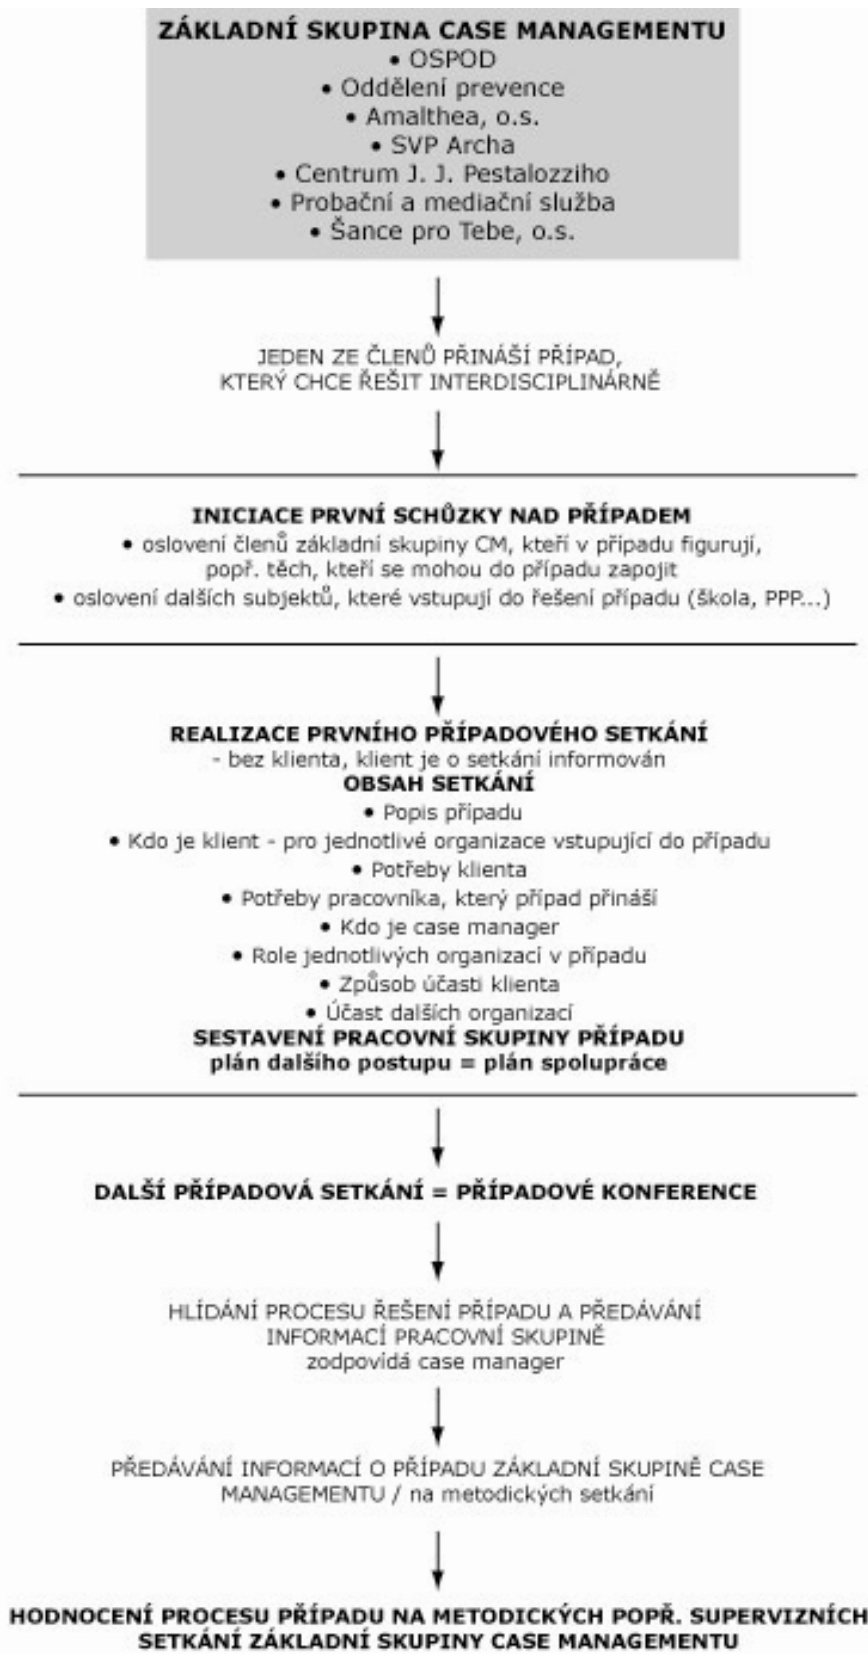 ZÁKLADNÍ SKUPINA CASE MANAGEMENTU
• OSPOD
• Oddělení prevence
• Amalthea, o.s.
• SVP Archa
• Centrum J. J. Pestalozziho
• Probační a mediační služba
• Šance pro Tebe, o.s.
JEDEN ZE ČLENŮ PŘINÁŠÍ PŘÍPAD,
KTERÝ CHCE ŘEŠIT INTERDISCIPLINÁRNĚ
INICIACE PRVNÍ SCHŮZKY NAD PŘÍPADEM
• oslovení členů základní skupiny CM, kteří v případu figurují,
popř. těch, kteří se mohou do případu zapojit
• oslovení dalších subjektů, které vstupují do řešení případu (škola, PPP...)
REALIZACE PRVNÍHO PŘÍPADOVÉHO SETKÁNÍ
- bez klienta, klient je o setkání informován
OBSAH SETKÁNÍ
• Popis případu
• Kdo je klient - pro jednotlivé organizace vstupující do případu
• Potřeby klienta
• Potřeby pracovníka, který případ přináší
• Kdo je case manager
• Role jednotlivých organizací v případu
• Způsob účasti klienta
• Účast dalších organizací
SESTAVENÍ PRACOVNÍ SKUPINY PŘÍPADU
plán dalšího postupu = plán spolupráce
DALŠÍ PŘÍPADOVÁ SETKÁNÍ = PŘÍPADOVÉ KONFERENCE
HLÍDÁNÍ PROCESU ŘEŠENÍ PŘÍPADU A PŘEDÁVÁNÍ
INFORMACÍ PRACOVNÍ SKUPINĚ
zodpovídá case manager
PŘEDÁVÁNÍ INFORMACÍ O PŘÍPADU ZÁKLADNÍ SKUPINĚ CASE
MANAGEMENTU / na metodických setkání
HODNOCENÍ PROCESU PŘÍPADU NA METODICKÝCH POPŘ. SUPERVIZNÍCH
SETKÁNÍ ZÁKLADNÍ SKUPINY CASE MANAGEMENTU